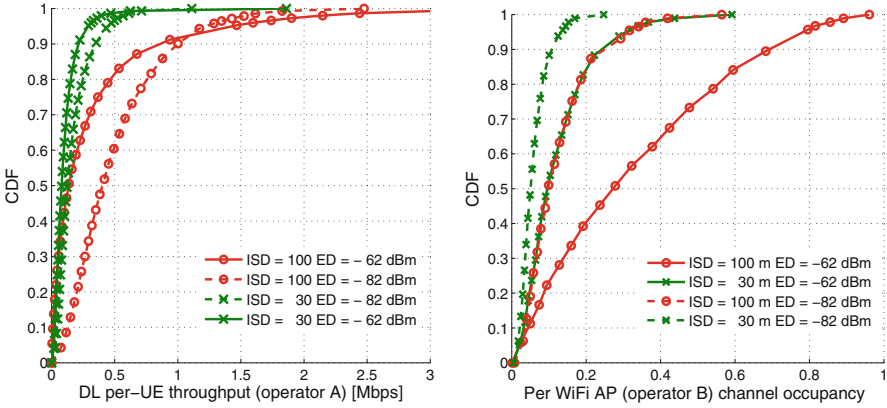 1
0.9
0.8
0.7
0.6
0.5
0.4
0.3
0.2
0.1
0
CDF
ISD = 100 ED = − 62 dBm
ISD = 100 ED = − 82 dBm
ISD = 30 ED = − 82 dBm
ISD = 30 ED = − 62 dBm
0 0.5 1 1.5 2 2.5 3
DL per−UE throughput (operator A) [Mbps]
1
0.9
0.8
0.7
0.6
0.5
0.4
0.3
0.2
0.1
0
CDF
ISD = 100 m ED = −62 dBm
ISD = 30 m ED = −62 dBm
ISD = 100 m ED = −82 dBm
ISD = 30 m ED = −82 dBm
0 0.2 0.4 0.6 0.8 1
Per WiFi AP (operator B) channel occupancy